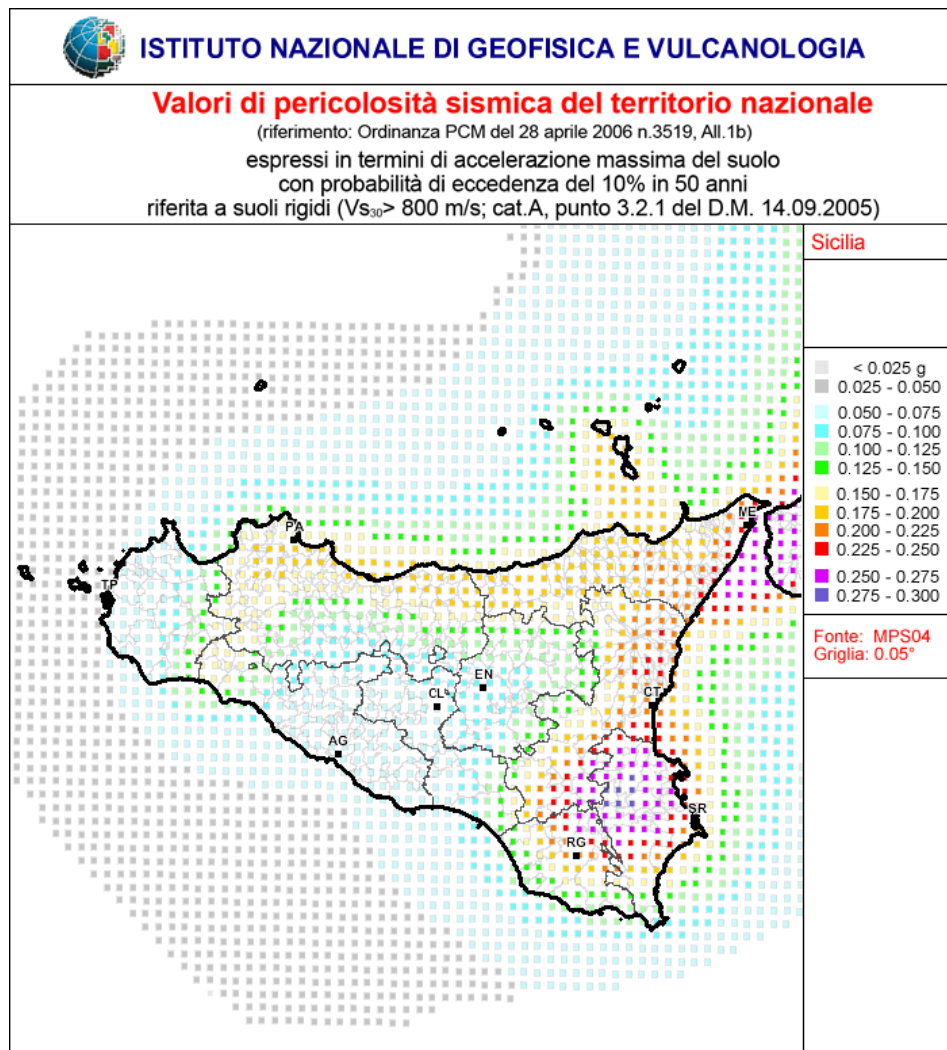 ISTITUTO NAZIONALE DI GEOFISICA E VULCANOLOGIA
Valori di pericolosità sismica del territorio nazionale
(riferimento: Ordinanza PCM del 28 aprile 2006 n.3519, All.1b)
espressi in termini di accelerazione massima del suolo
con probabilità di eccedenza del 10% in 50 anni
riferita a suoli rigidi (Vs₃₀> 800 m/s; cat.A, punto 3.2.1 del D.M. 14.09.2005)
Sicilia
< 0.025 g
0.025 - 0.050
0.050 - 0.075
0.075 - 0.100
0.100 - 0.125
0.125 - 0.150
0.150 - 0.175
0.175 - 0.200
0.200 - 0.225
0.225 - 0.250
0.250 - 0.275
0.275 - 0.300
Fonte: MPS04
Griglia: 0.05°
ME
PA
TP
EN
CL
CT
AG
SR
RG